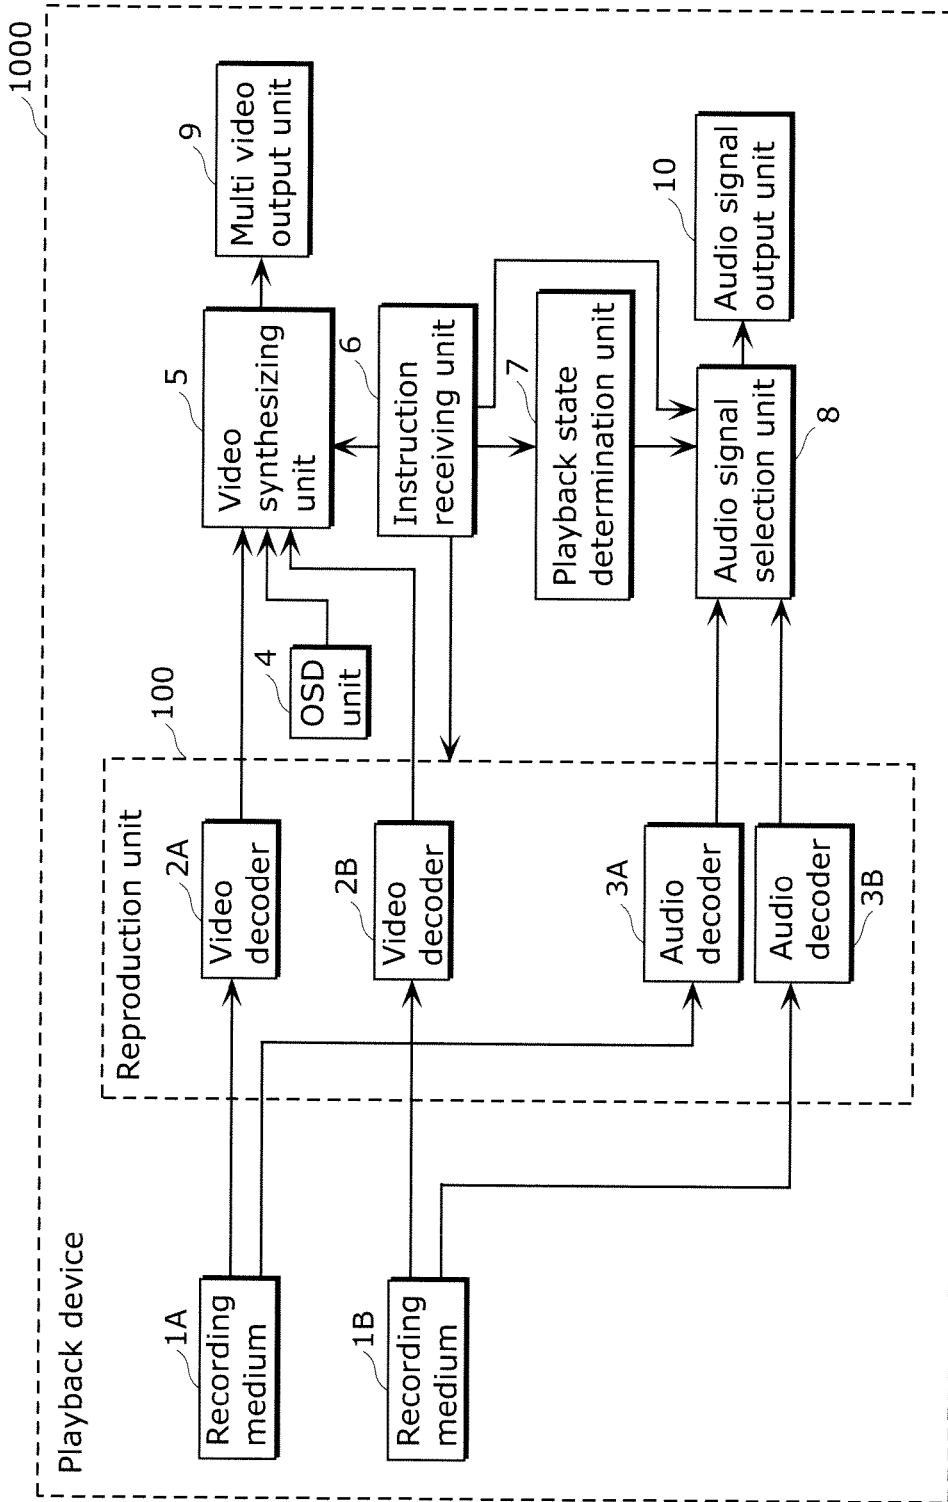 1000
Playback device
Reproduction unit
100
1A
Recording
medium
1B
Recording
medium
2A
Video
decoder
2B
Video
decoder
3A
Audio
decoder
Audio
decoder
3B
4
OSD
unit
5
Video
synthesizing
unit
6
Instruction
receiving unit
7
Playback state
determination unit
Audio signal
selection unit
8
9
Multi video
output unit
10
Audio signal
output unit